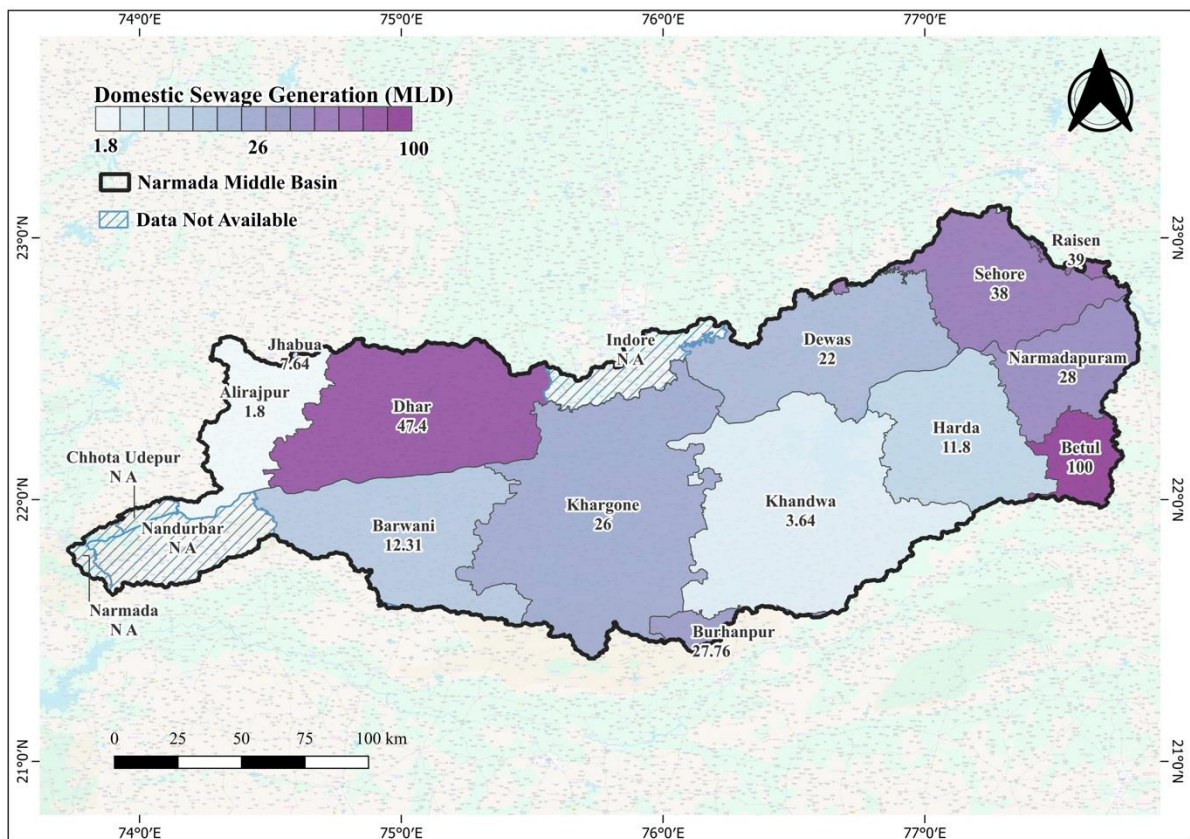 74°0'E 75°0'E 76°0'E 77°0'E
Domestic Sewage Generation (MLD)
1.8 26 100
Narmada Middle Basin
Data Not Available
23°0'N 23°0'N
Raisen
39
Sehore
38
Indore
N A
Dewas
22
Jhabua
7.64
Narmadapuram
28
Alirajpur
1.8
Dhar
47.4
Harda
11.8
Betul
100
Chhota Udepur
N A
22°0'N 22°0'N
Khargone
26
Khandwa
3.64
Nandurbar
N A
Barwani
12.31
Narmada
N A
Burhanpur
27.76
0 25 50 75 100 km
21°0'N 21°0'N
74°0'E 75°0'E 76°0'E 77°0'E